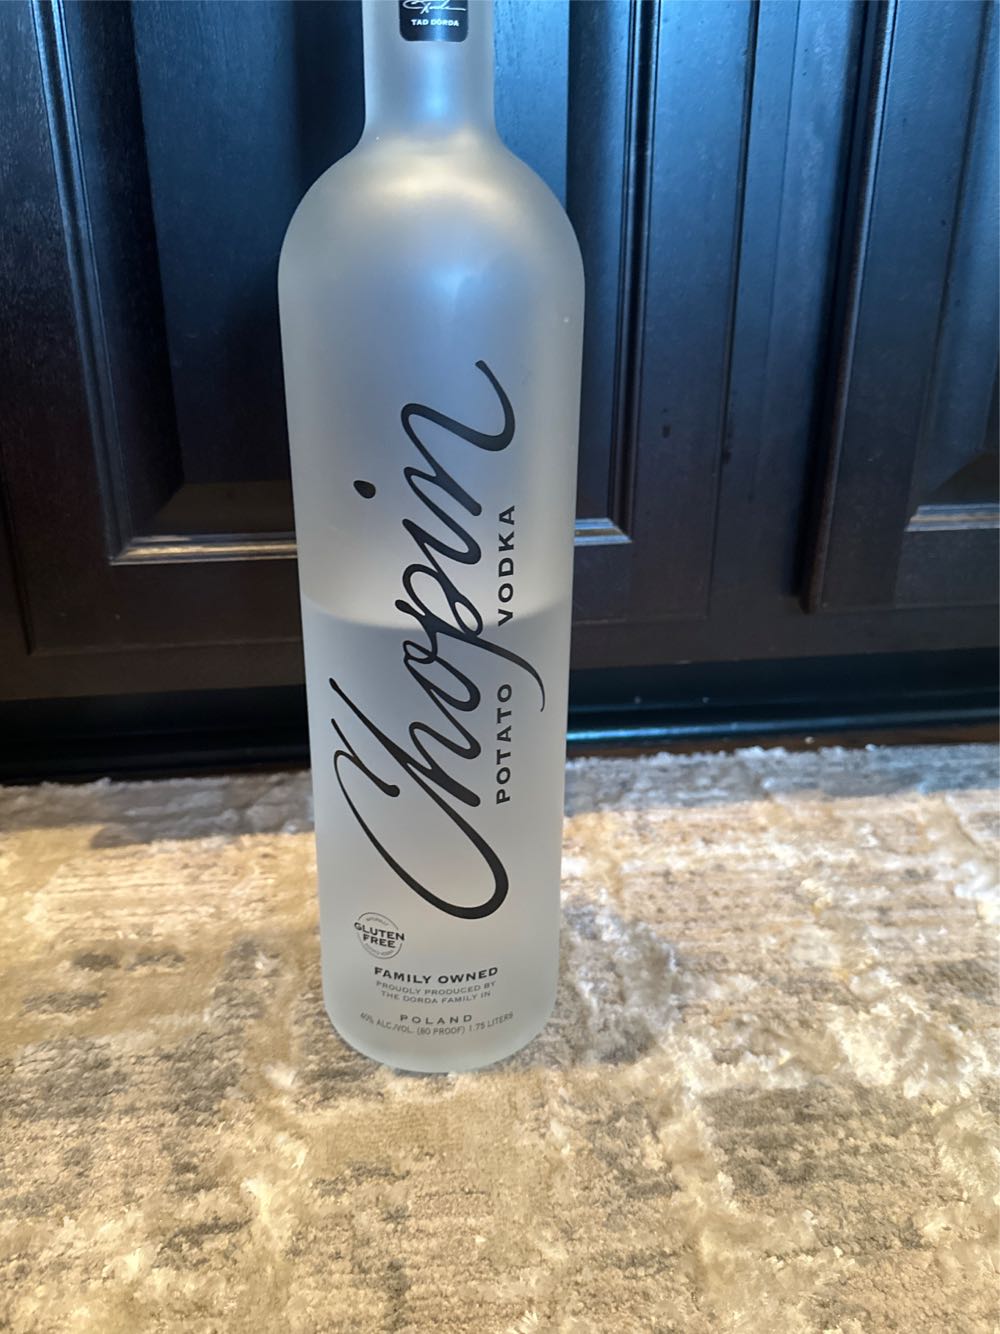 TAD DORDA
Chopin
POTATO VODKA
NATURALLY
GLUTEN
FREE
FAMILY OWNED
PROUDLY PRODUCED BY
THE DORDA FAMILY IN
POLAND
40% ALC./VOL. (80 PROOF) 1.75 LITERS